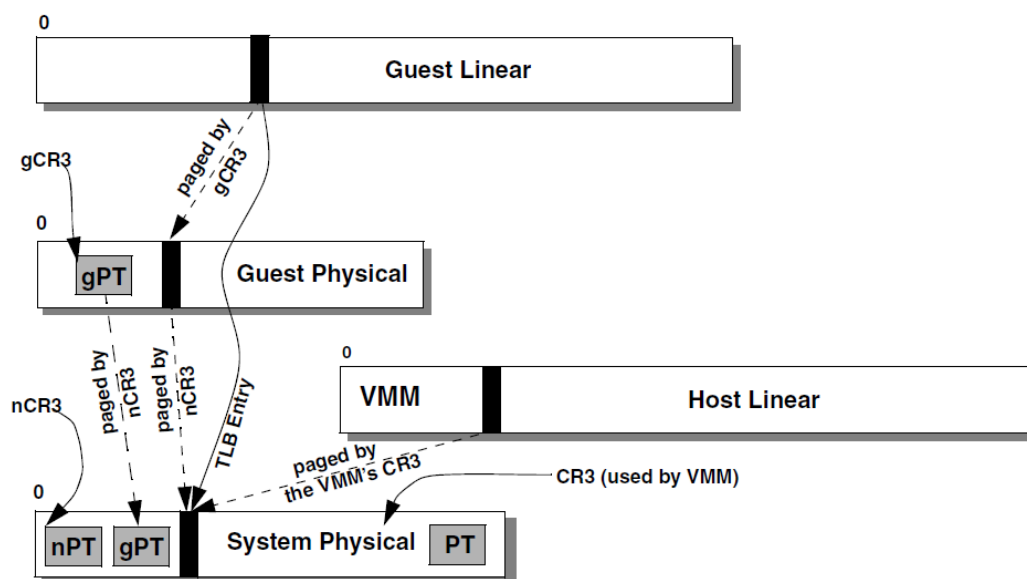 0
Guest Linear
gCR3
paged by
gCR3
0
gPT
Guest Physical
0
VMM
Host Linear
paged by
nCR3
paged by
nCR3
TLB Entry
nCR3
paged by
the VMM's CR3
CR3 (used by VMM)
0
nPT
gPT
System Physical
PT